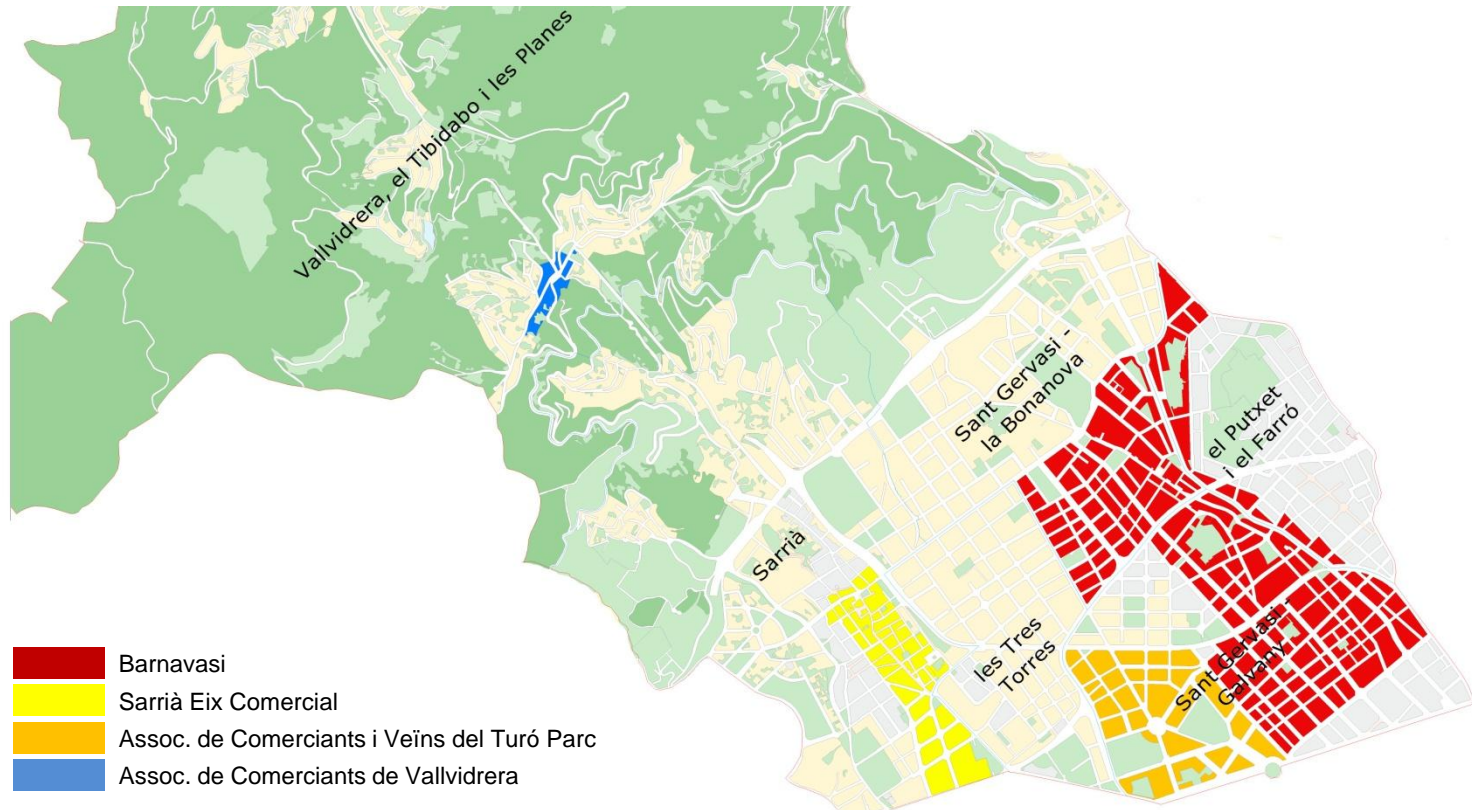 Vallvidrera, el Tibidabo i les Planes
Sant Gervasi -
la Bonanova
el Putxet
i el Farró
Sarrià
les Tres
Torres
Sant Gervasi -
Galvany
Barnavasi
Sarrià Eix Comercial
Assoc. de Comerciants i Veïns del Turó Parc
Assoc. de Comerciants de Vallvidrera